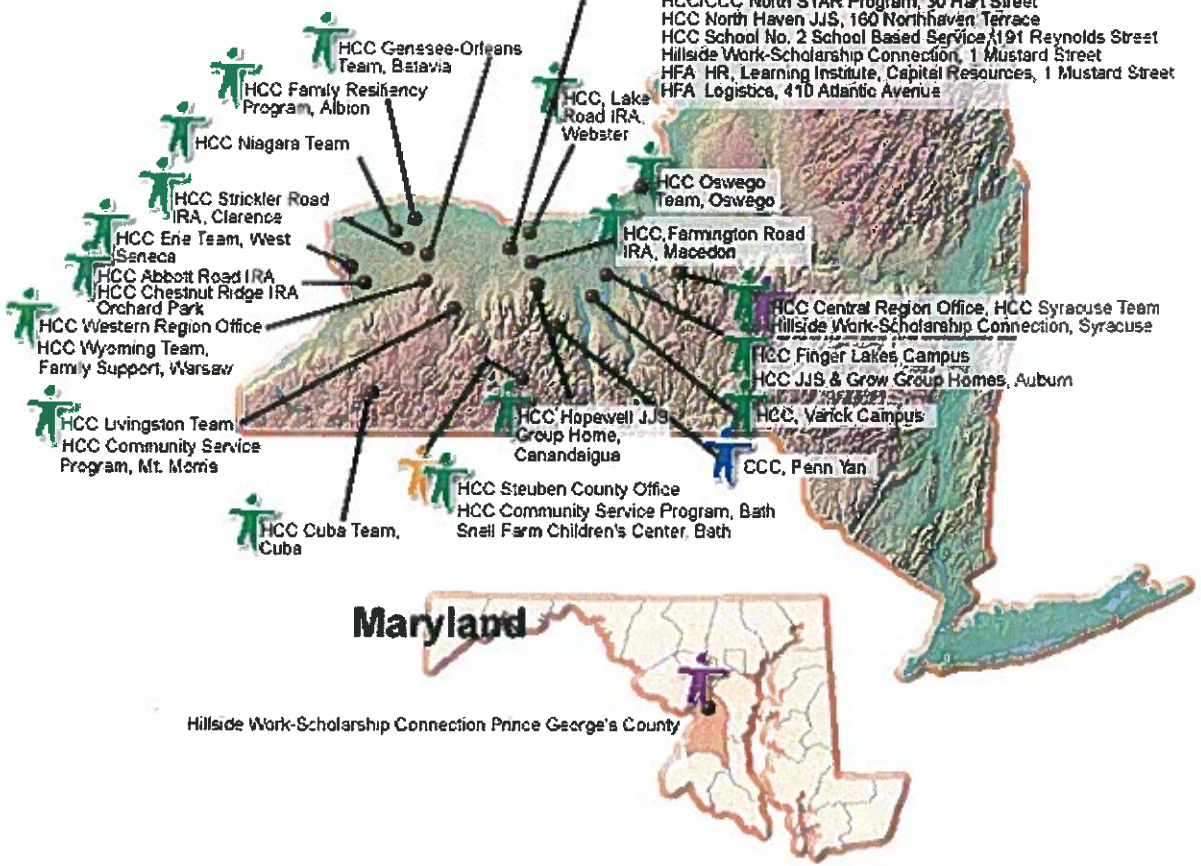 HCC/CCC North STAR Program, 30 Hart Street
HCC North Haven JJS, 160 Northhaven Terrace
HCC School No. 2 School Based Service, 191 Reynolds Street
Hillside Work-Scholarship Connection, 1 Mustard Street
HFA HR, Learning Institute, Capital Resources, 1 Mustard Street
HFA Logistics, 410 Atlantic Avenue
HCC Genesee-Orleans
Team, Batavia
HCC Family Resiliency
Program, Albion
HCC, Lake
Road IRA,
Webster
HCC Niagara Team
HCC Oswego
Team, Oswego
HCC Strickler Road
IRA, Clarence
HCC, Farmington Road
IRA, Macedon
HCC Erie Team, West
Seneca
HCC Abbott Road IRA
HCC Chestnut Ridge IRA
Orchard Park
HCC Central Region Office, HCC Syracuse Team
Hillside Work-Scholarship Connection, Syracuse
HCC Western Region Office
HCC Wyoming Team,
Family Support, Warsaw
HCC Finger Lakes Campus
HCC JJS & Grow Group Homes, Auburn
HCC, Varick Campus
HCC Livingston Team
HCC Community Service
Program, Mt. Morris
HCC Hopewell JJS
Group Home,
Canandaigua
CCC, Penn Yan
HCC Steuben County Office
HCC Community Service Program, Bath
Snell Farm Children's Center, Bath
HCC Cuba Team,
Cuba
Maryland
Hillside Work-Scholarship Connection Prince George's County